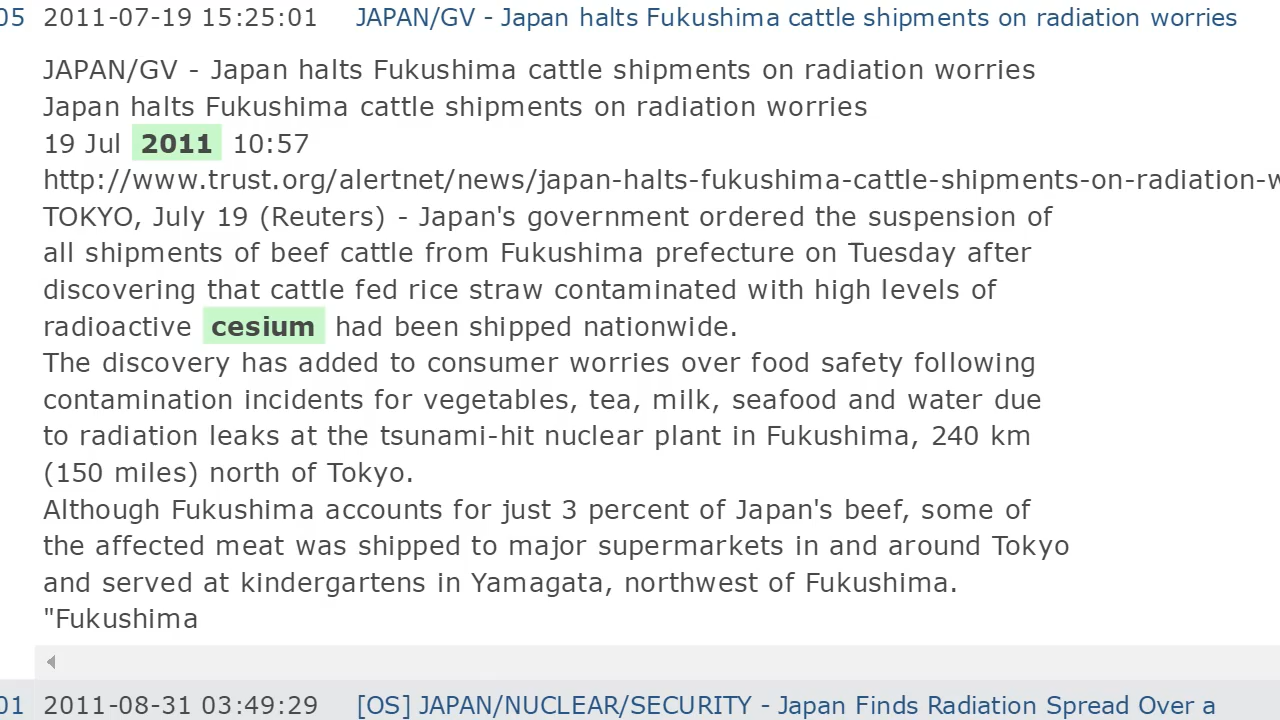 05 2011-07-19 15:25:01 JAPAN/GV - Japan halts Fukushima cattle shipments on radiation worries
JAPAN/GV - Japan halts Fukushima cattle shipments on radiation worries
Japan halts Fukushima cattle shipments on radiation worries
19 Jul 2011 10:57
http://www.trust.org/alertnet/news/japan-halts-fukushima-cattle-shipments-on-radiation-w
TOKYO, July 19 (Reuters) - Japan's government ordered the suspension of
all shipments of beef cattle from Fukushima prefecture on Tuesday after
discovering that cattle fed rice straw contaminated with high levels of
radioactive cesium had been shipped nationwide.
The discovery has added to consumer worries over food safety following
contamination incidents for vegetables, tea, milk, seafood and water due
to radiation leaks at the tsunami-hit nuclear plant in Fukushima, 240 km
(150 miles) north of Tokyo.
Although Fukushima accounts for just 3 percent of Japan's beef, some of
the affected meat was shipped to major supermarkets in and around Tokyo
and served at kindergartens in Yamagata, northwest of Fukushima.
"Fukushima
01 2011-08-31 03:49:29 [OS] JAPAN/NUCLEAR/SECURITY - Japan Finds Radiation Spread Over a